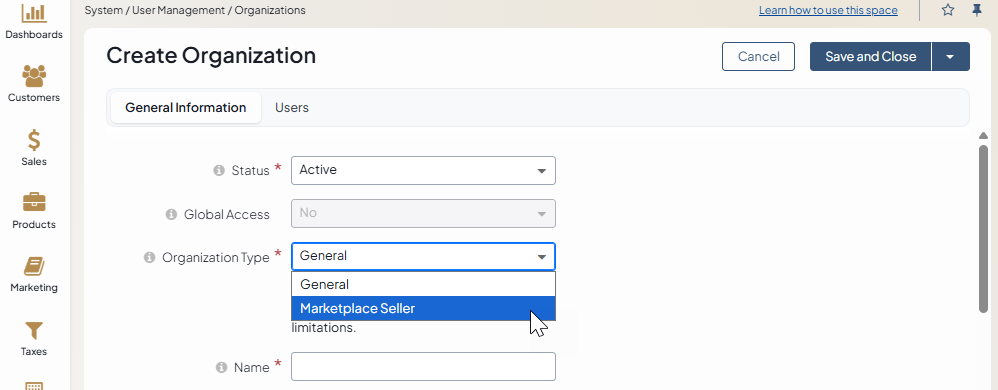 System / User Management / Organizations
Learn how to use this space
Dashboards
Customers
Sales
Products
Marketing
Taxes
Create Organization
Cancel
Save and Close
General Information
Users
Status *
Active
Global Access
No
Organization Type *
General
General
Marketplace Seller
limitations.
Name *